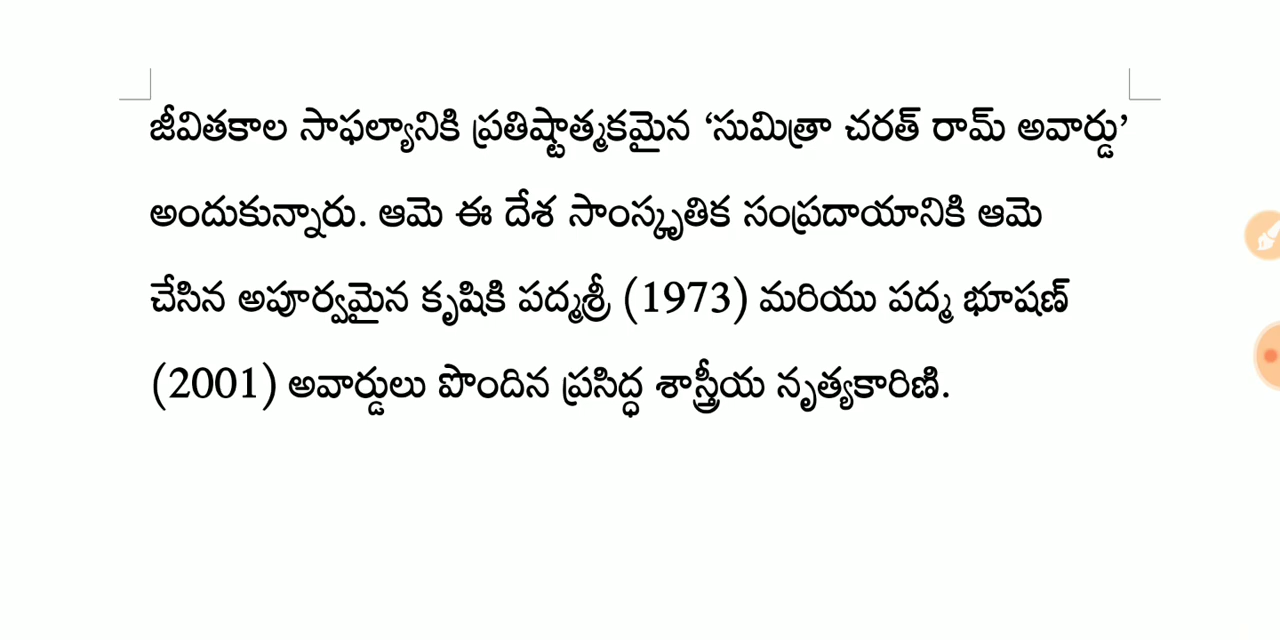 జీవితకాల సాఫల్యానికి ప్రతిష్టాత్మకమైన ‘సుమిత్రా చరత్ రామ్ అవార్డు’
అందుకున్నారు. ఆమె ఈ దేశ సాంస్కృతిక సంప్రదాయానికి ఆమె
చేసిన అపూర్వమైన కృషికి పద్మశ్రీ (1973) మరియు పద్మ భూషణ్
(2001) అవార్డులు పొందిన ప్రసిద్ధ శాస్త్రీయ నృత్యకారిణి.